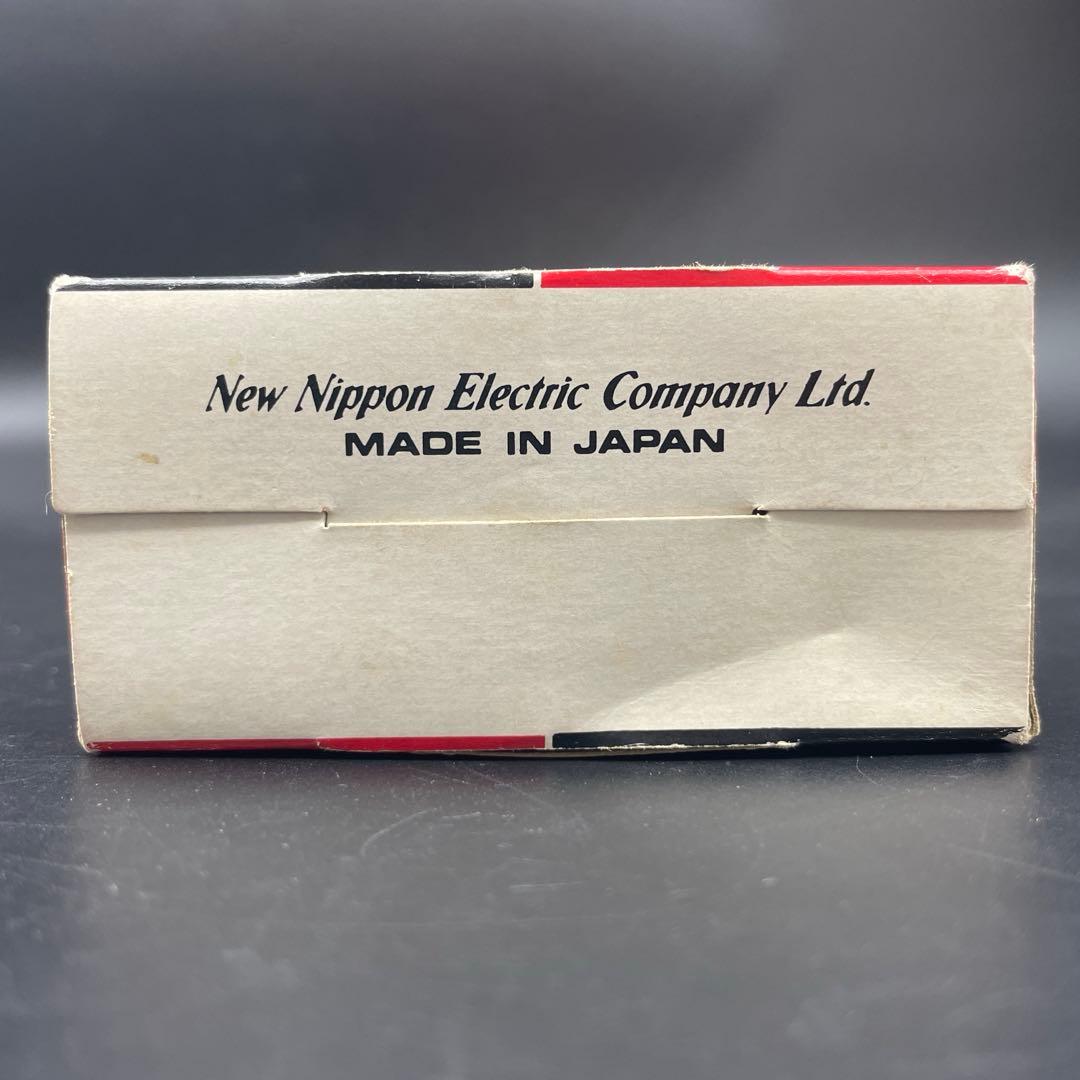 New Nippon Electric Company Ltd.
MADE IN JAPAN